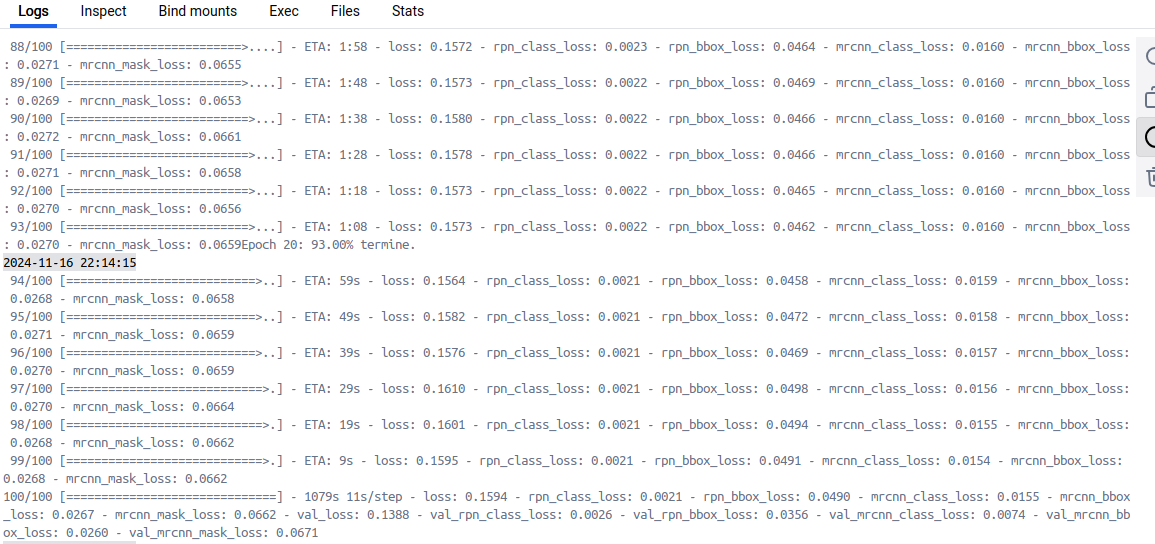 Logs Inspect Bind mounts Exec Files Stats
88/100 [=========================>....] - ETA: 1:58 - loss: 0.1572 - rpn_class_loss: 0.0023 - rpn_bbox_loss: 0.0464 - mrcnn_class_loss: 0.0160 - mrcnn_bbox_loss
: 0.0271 - mrcnn_mask_loss: 0.0655
89/100 [=========================>....] - ETA: 1:48 - loss: 0.1573 - rpn_class_loss: 0.0022 - rpn_bbox_loss: 0.0469 - mrcnn_class_loss: 0.0160 - mrcnn_bbox_loss
: 0.0269 - mrcnn_mask_loss: 0.0653
90/100 [==========================>...] - ETA: 1:38 - loss: 0.1580 - rpn_class_loss: 0.0022 - rpn_bbox_loss: 0.0466 - mrcnn_class_loss: 0.0160 - mrcnn_bbox_loss
: 0.0272 - mrcnn_mask_loss: 0.0661
91/100 [==========================>...] - ETA: 1:28 - loss: 0.1578 - rpn_class_loss: 0.0022 - rpn_bbox_loss: 0.0466 - mrcnn_class_loss: 0.0160 - mrcnn_bbox_loss
: 0.0271 - mrcnn_mask_loss: 0.0658
92/100 [==========================>...] - ETA: 1:18 - loss: 0.1573 - rpn_class_loss: 0.0022 - rpn_bbox_loss: 0.0465 - mrcnn_class_loss: 0.0160 - mrcnn_bbox_loss
: 0.0270 - mrcnn_mask_loss: 0.0656
93/100 [==========================>...] - ETA: 1:08 - loss: 0.1573 - rpn_class_loss: 0.0022 - rpn_bbox_loss: 0.0462 - mrcnn_class_loss: 0.0160 - mrcnn_bbox_loss
: 0.0270 - mrcnn_mask_loss: 0.0659Epoch 20: 93.00% termine.
2024-11-16 22:14:15
94/100 [===========================>..] - ETA: 59s - loss: 0.1564 - rpn_class_loss: 0.0021 - rpn_bbox_loss: 0.0458 - mrcnn_class_loss: 0.0159 - mrcnn_bbox_loss:
0.0268 - mrcnn_mask_loss: 0.0658
95/100 [===========================>..] - ETA: 49s - loss: 0.1582 - rpn_class_loss: 0.0021 - rpn_bbox_loss: 0.0472 - mrcnn_class_loss: 0.0158 - mrcnn_bbox_loss:
0.0271 - mrcnn_mask_loss: 0.0659
96/100 [===========================>..] - ETA: 39s - loss: 0.1576 - rpn_class_loss: 0.0021 - rpn_bbox_loss: 0.0469 - mrcnn_class_loss: 0.0157 - mrcnn_bbox_loss:
0.0270 - mrcnn_mask_loss: 0.0659
97/100 [============================>.] - ETA: 29s - loss: 0.1610 - rpn_class_loss: 0.0021 - rpn_bbox_loss: 0.0498 - mrcnn_class_loss: 0.0156 - mrcnn_bbox_loss:
0.0270 - mrcnn_mask_loss: 0.0664
98/100 [============================>.] - ETA: 19s - loss: 0.1601 - rpn_class_loss: 0.0021 - rpn_bbox_loss: 0.0494 - mrcnn_class_loss: 0.0155 - mrcnn_bbox_loss:
0.0268 - mrcnn_mask_loss: 0.0662
99/100 [============================>.] - ETA: 9s - loss: 0.1595 - rpn_class_loss: 0.0021 - rpn_bbox_loss: 0.0491 - mrcnn_class_loss: 0.0154 - mrcnn_bbox_loss:
0.0268 - mrcnn_mask_loss: 0.0662
100/100 [==============================] - 1079s 11s/step - loss: 0.1594 - rpn_class_loss: 0.0021 - rpn_bbox_loss: 0.0490 - mrcnn_class_loss: 0.0155 - mrcnn_bbox
_loss: 0.0267 - mrcnn_mask_loss: 0.0662 - val_loss: 0.1388 - val_rpn_class_loss: 0.0026 - val_rpn_bbox_loss: 0.0356 - val_mrcnn_class_loss: 0.0074 - val_mrcnn_bb
ox_loss: 0.0260 - val_mrcnn_mask_loss: 0.0671